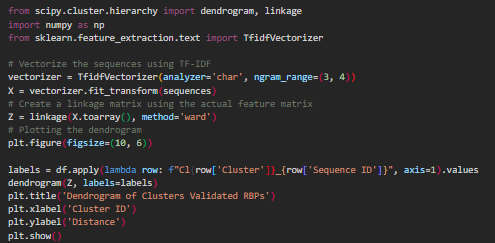 from scipy.cluster.hierarchy import dendrogram, linkage
import numpy as np
from sklearn.feature_extraction.text import TfidfVectorizer
# Vectorize the sequences using TF-IDF
vectorizer = TfidfVectorizer(analyzer='char', ngram_range=(3, 4))
X = vectorizer.fit_transform(sequences)
# Create a linkage matrix using the actual feature matrix
Z = linkage(X.toarray(), method='ward')
# Plotting the dendrogram
plt.figure(figsize=(10, 6))
labels = df.apply(lambda row: f"Cl{row['Cluster']}_{row['Sequence ID']}", axis=1).values
dendrogram(Z, labels=labels)
plt.title('Dendrogram of Clusters Validated RBPs')
plt.xlabel('Cluster ID')
plt.ylabel('Distance')
plt.show()